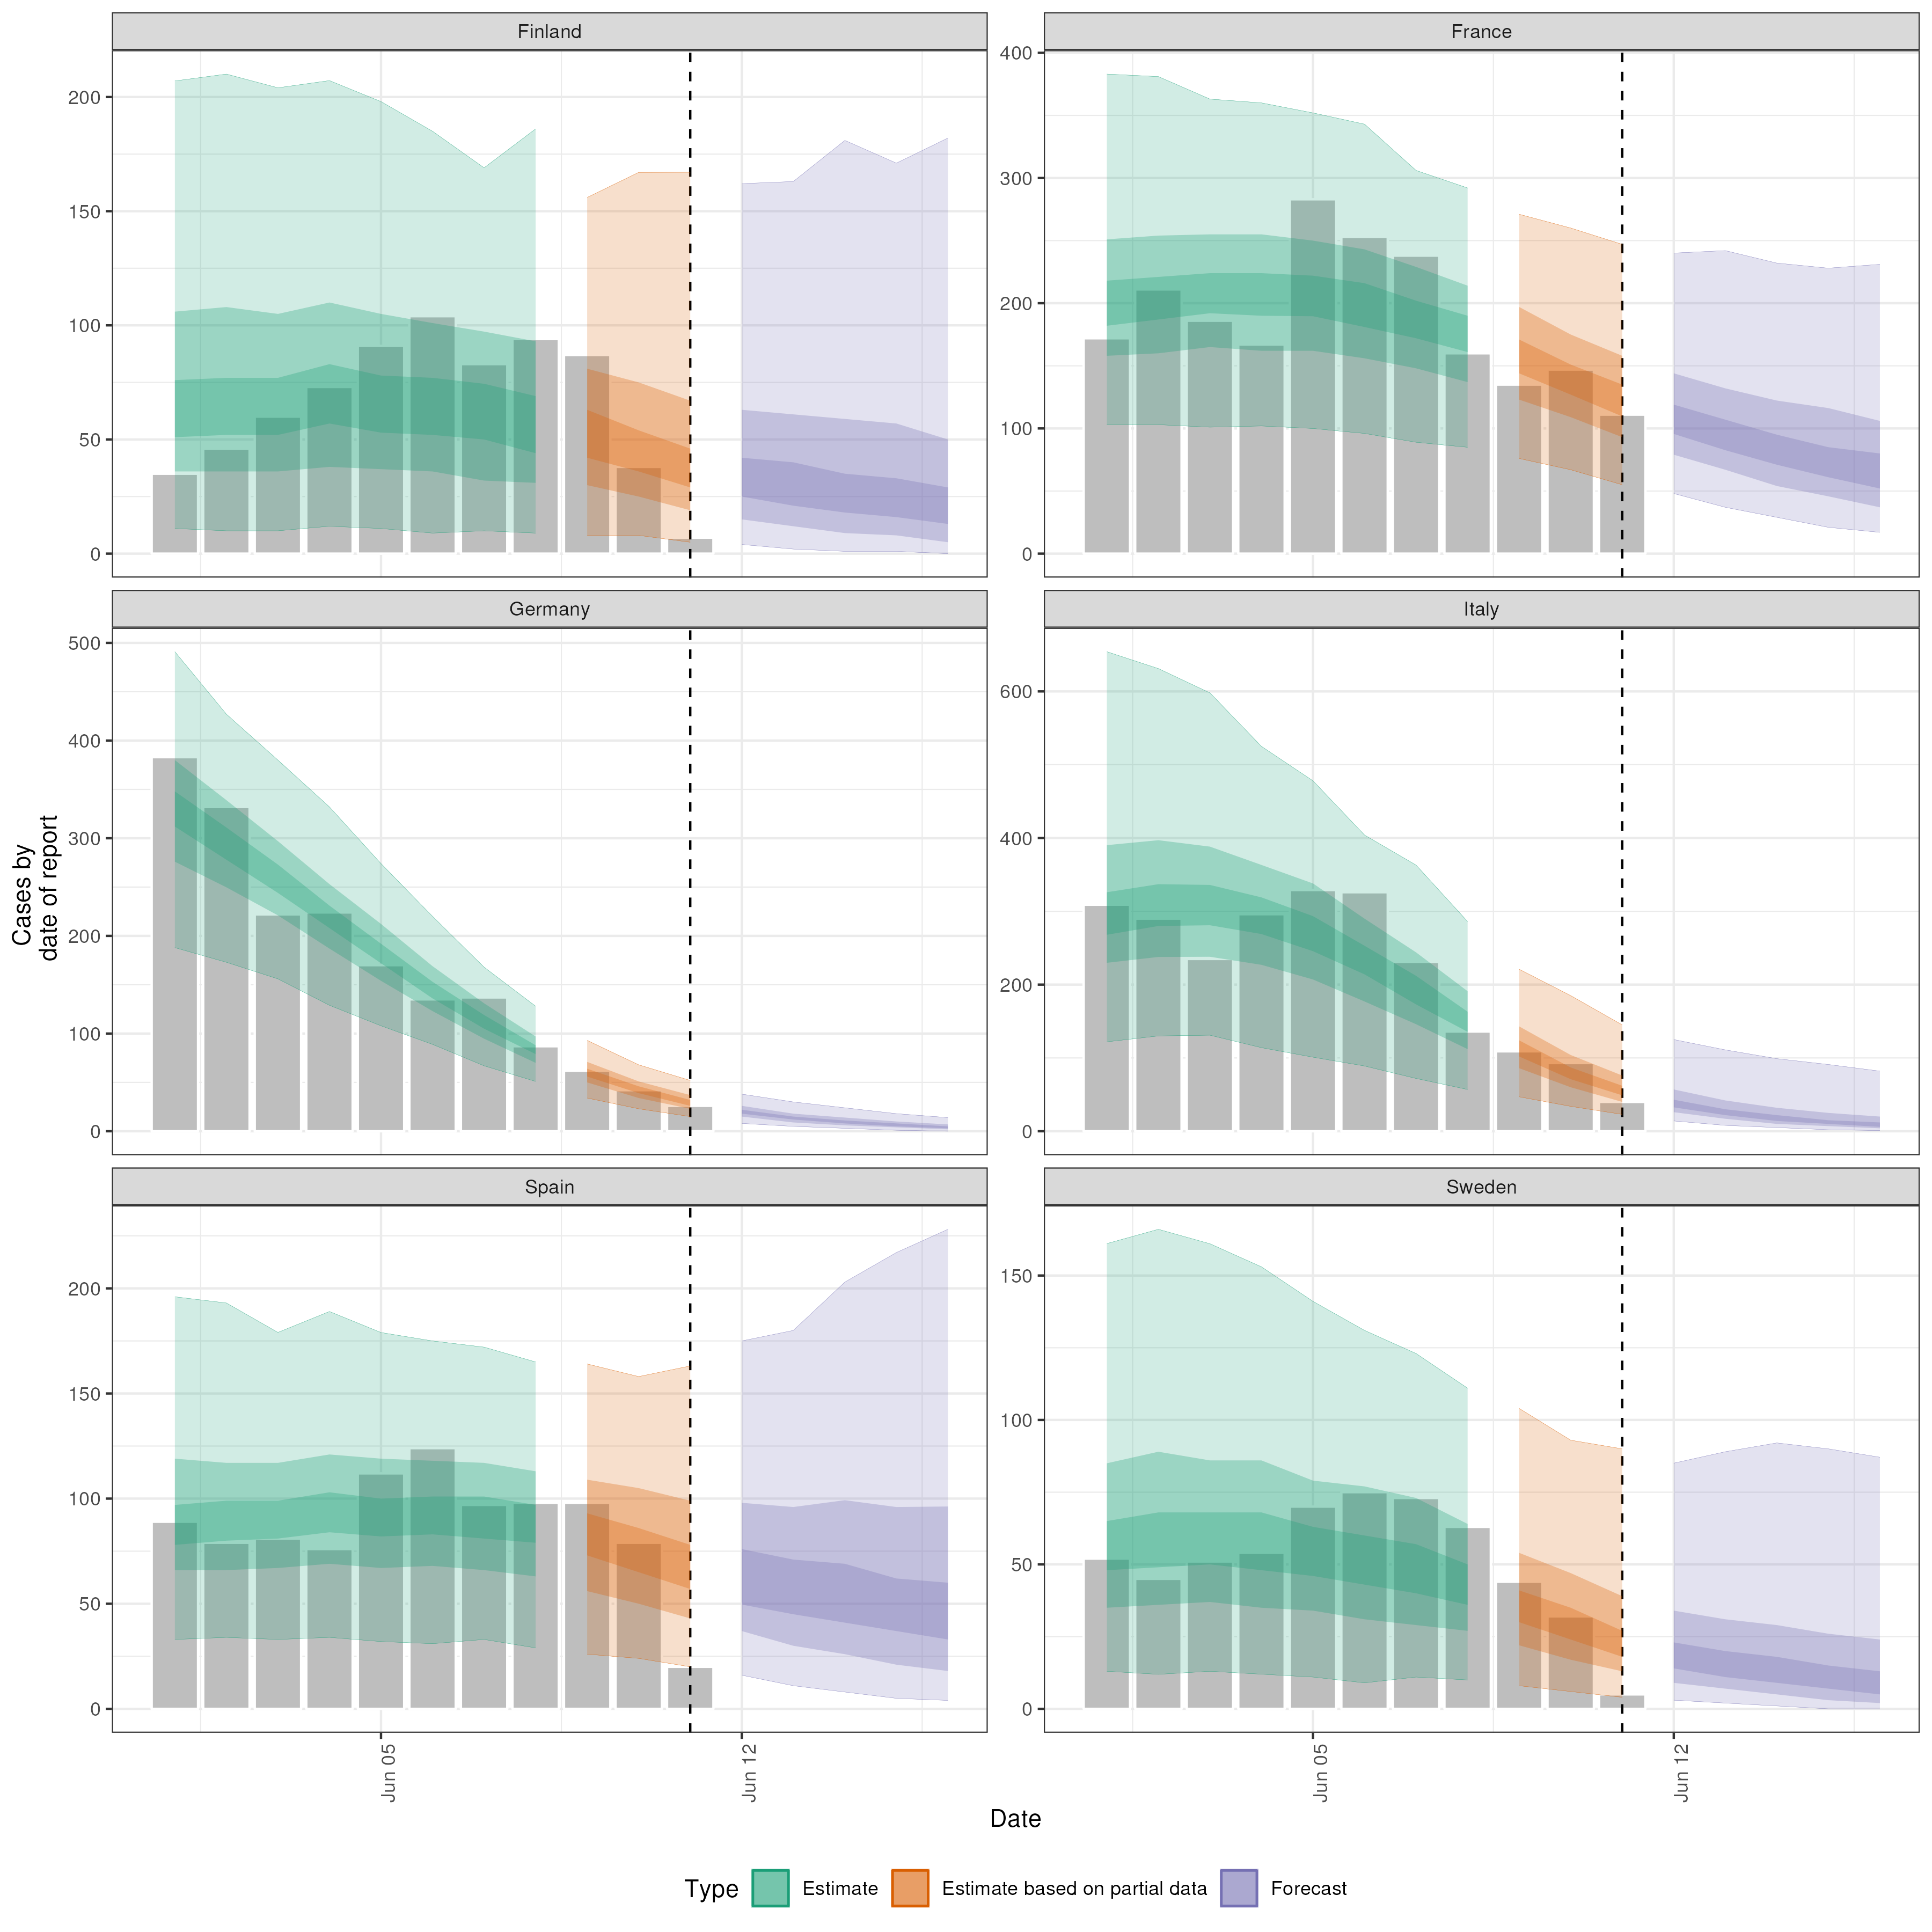 Finland
France
200
150
100
50
0
400
300
200
100
0
Germany
Italy
500
400
300
200
100
0
600
400
200
0
Spain
Sweden
200
150
100
50
0
150
100
50
0
Cases by
date of report
Jun 05
Jun 12
Jun 05
Jun 12
Date
Type
Estimate
Estimate based on partial data
Forecast